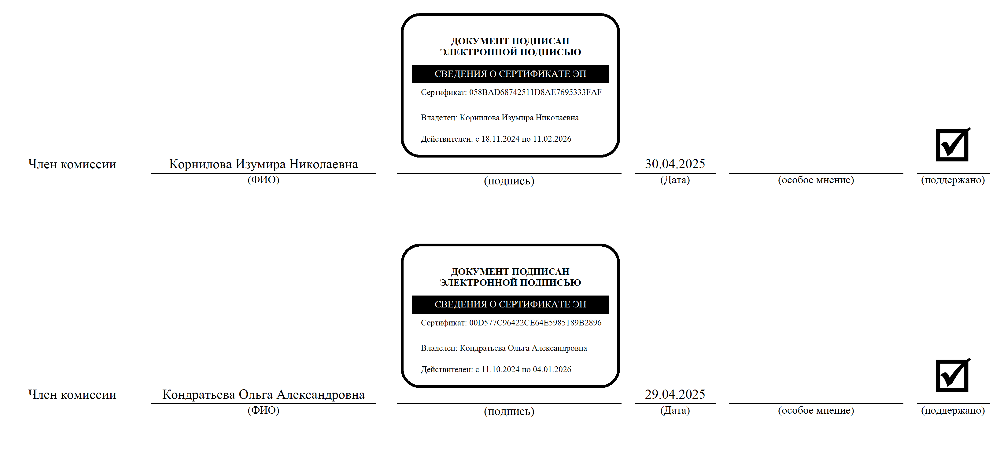 ДОКУМЕНТ ПОДПИСАН
ЭЛЕКТРОННОЙ ПОДПИСЬЮ
СВЕДЕНИЯ О СЕРТИФИКАТЕ ЭП
Сертификат: 058BAD68742511D8AE7695333FAF
Владелец: Корнилова Изумира Николаевна
Действителен: с 18.11.2024 по 11.02.2026
Член комиссии Корнилова Изумира Николаевна 30.04.2025
(ФИО) (подпись) (Дата) (особое мнение) (поддержано)
ДОКУМЕНТ ПОДПИСАН
ЭЛЕКТРОННОЙ ПОДПИСЬЮ
СВЕДЕНИЯ О СЕРТИФИКАТЕ ЭП
Сертификат: 00D577C96422CE64E5985189B2896
Владелец: Кондратьева Ольга Александровна
Действителен: с 11.10.2024 по 04.01.2026
Член комиссии Кондратьева Ольга Александровна 29.04.2025
(ФИО) (подпись) (Дата) (особое мнение) (поддержано)